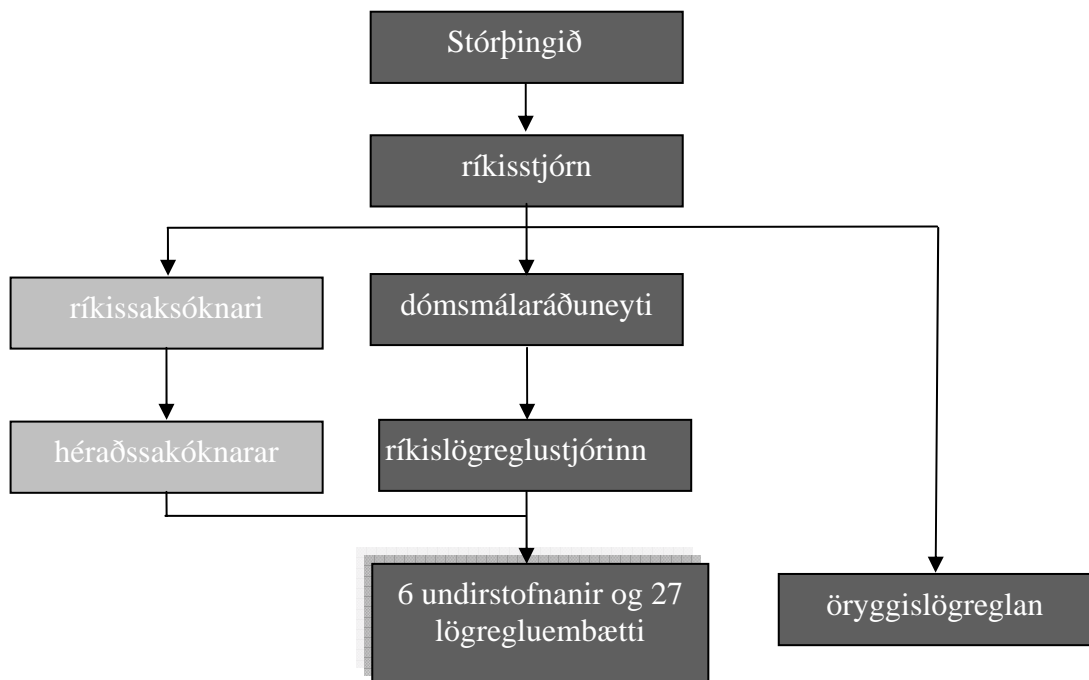 Stórþingið
ríkisstjórn
ríkissaksóknari
dómsmálaráðuneyti
héraðssakóknarar
ríkislögreglustjórinn
6 undirstofnanir og 27
lögregluembætti
öryggislögreglan